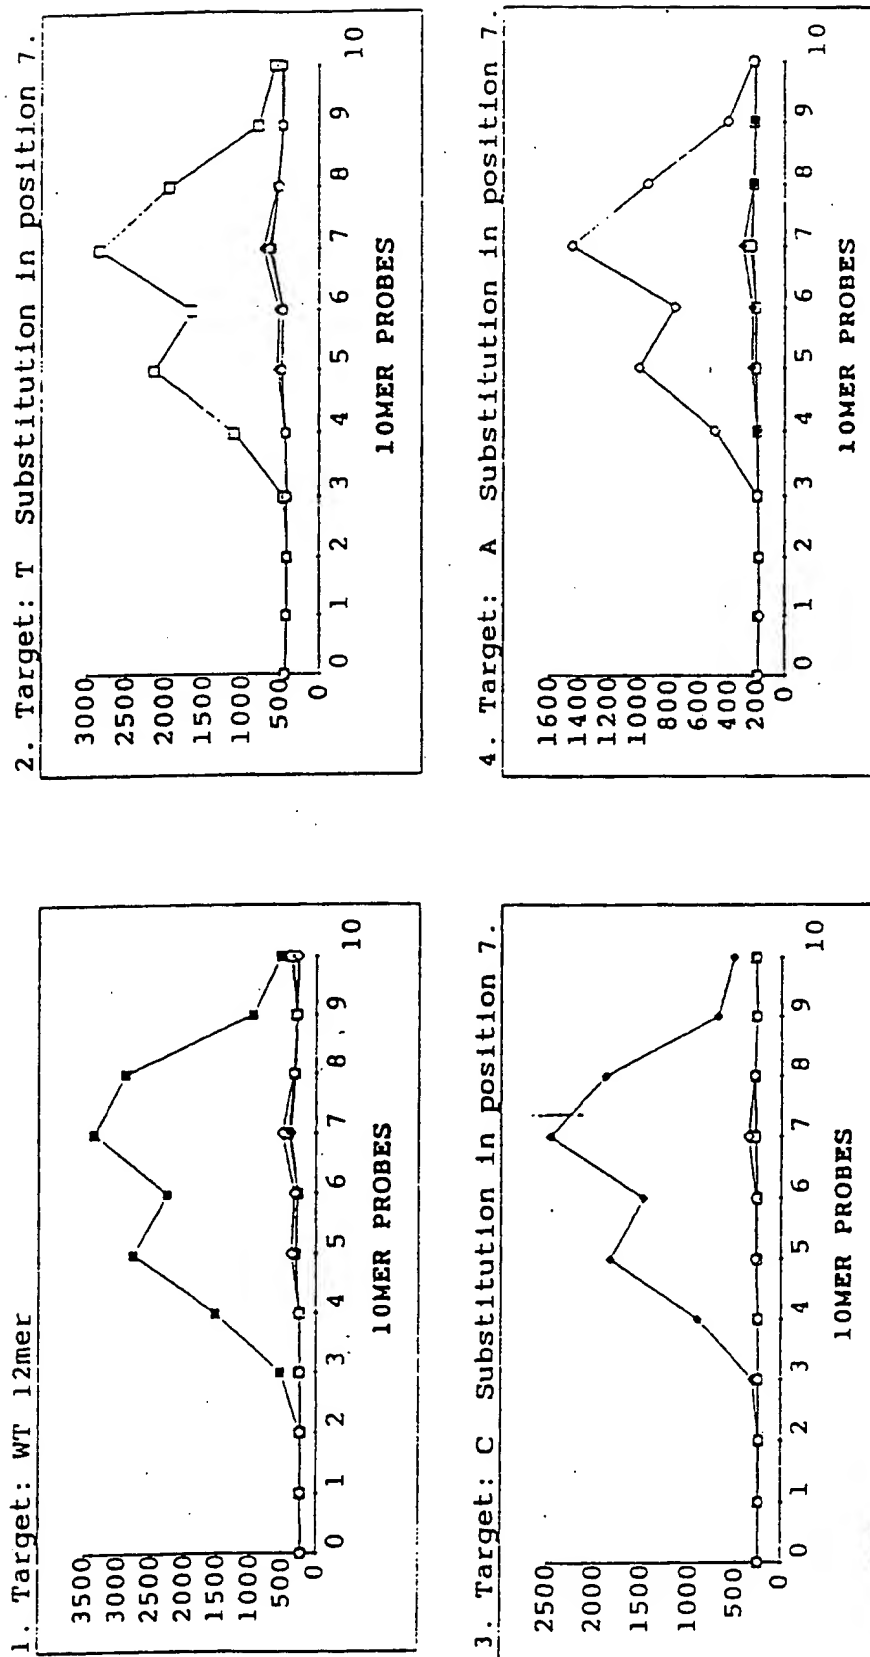 1. Target: WT 12mer
3500
3000
2500
2000
1500
1000
500
0
0 1 2 3 4 5 6 7 8 9 10
10MER PROBES
2. Target: T Substitution in position 7.
3000
2500
2000
1500
1000
500
0
0 1 2 3 4 5 6 7 8 9 10
10MER PROBES
3. Target: C Substitution in position 7.
2500
2000
1500
1000
500
0
0 1 2 3 4 5 6 7 8 9 10
10MER PROBES
4. Target: A Substitution in position 7.
1600
1400
1200
1000
800
600
400
200
0
0 1 2 3 4 5 6 7 8 9 10
10MER PROBES